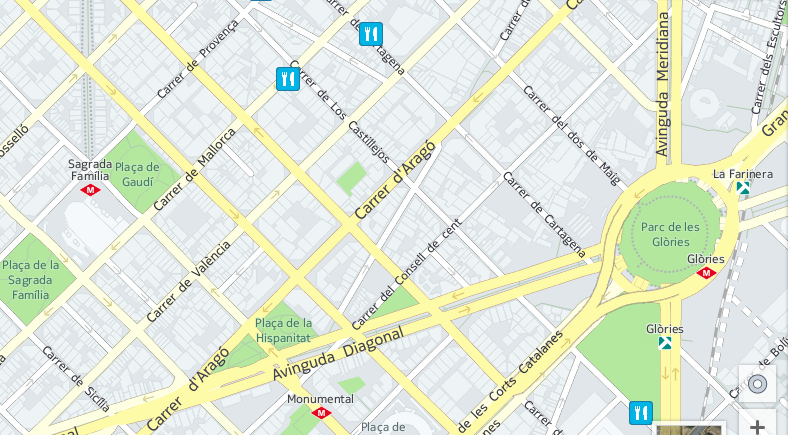 Carrer de
Cartagena
Carrer de
Carrer de Provença
Carrer de Los Castillejos
Avinguda Meridiana
Carrer dels Escultors
Carrer del dos de Maig
Gran
Sagrada
Família
Plaça de
Gaudí
Carrer de Mallorca
Carrer d'Aragó
La Farinera
Carrer de Cartagena
Parc de les
Glòries
Carrer del Consell de cent
Glòries
Plaça de la
Sagrada
Família
Carrer de València
Plaça de la
Hispanitat
Avinguda Diagonal
Glòries
Carrer de Sicília
Carrer d'Aragó
de les Corts Catalanes
Monumental
Plaça de